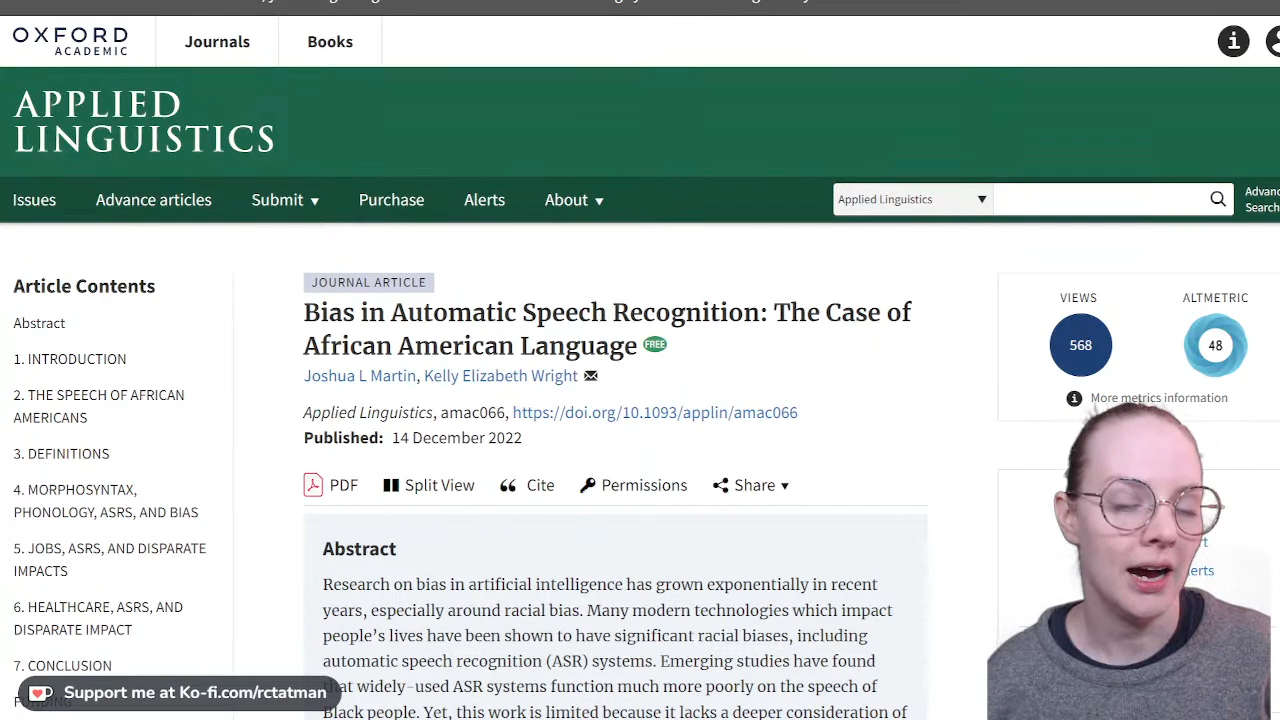 OXFORD
ACADEMIC
Journals
Books
i
APPLIED
LINGUISTICS
Issues
Advance articles
Submit ▼
Purchase
Alerts
About ▼
Applied Linguistics ▼
Search
Article Contents
Abstract
1. INTRODUCTION
2. THE SPEECH OF AFRICAN
AMERICANS
3. DEFINITIONS
4. MORPHOSYNTAX,
PHONOLOGY, ASRS, AND BIAS
5. JOBS, ASRS, AND DISPARATE
IMPACTS
6. HEALTHCARE, ASRS, AND
DISPARATE IMPACT
7. CONCLUSION
Support me at Ko-fi.com/rctatman
JOURNAL ARTICLE
Bias in Automatic Speech Recognition: The Case of
African American Language FREE
Joshua L Martin, Kelly Elizabeth Wright
Applied Linguistics, amac066, https://doi.org/10.1093/applin/amac066
Published: 14 December 2022
PDF
Split View
Cite
Permissions
Share ▼
Abstract
Research on bias in artificial intelligence has grown exponentially in recent
years, especially around racial bias. Many modern technologies which impact
people's lives have been shown to have significant racial biases, including
automatic speech recognition (ASR) systems. Emerging studies have found
that widely-used ASR systems function much more poorly on the speech of
Black people. Yet, this work is limited because it lacks a deeper consideration of
VIEWS
568
ALTMETRIC
48
i More metrics information